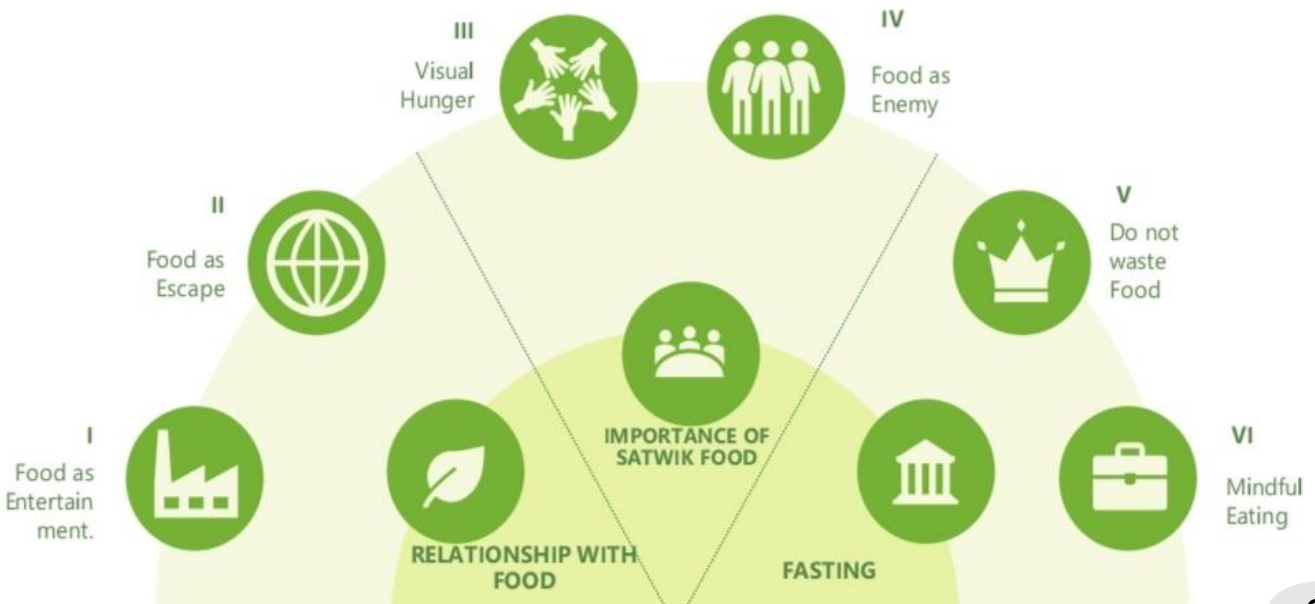 III
Visual
Hunger
IV
Food as
Enemy
II
Food as
Escape
V
Do not
waste
Food
I
Food as
Entertain
ment.
VI
Mindful
Eating
IMPORTANCE OF
SATWIK FOOD
RELATIONSHIP WITH
FOOD
FASTING